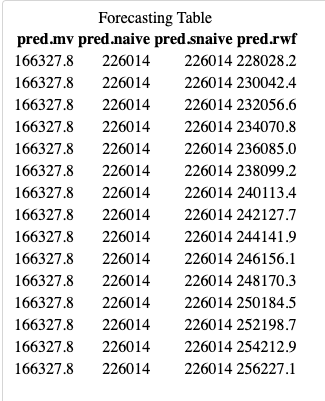 Forecasting Table
pred.mv pred.naive pred.snaive pred.rwf
166327.8 226014 226014 228028.2
166327.8 226014 226014 230042.4
166327.8 226014 226014 232056.6
166327.8 226014 226014 234070.8
166327.8 226014 226014 236085.0
166327.8 226014 226014 238099.2
166327.8 226014 226014 240113.4
166327.8 226014 226014 242127.7
166327.8 226014 226014 244141.9
166327.8 226014 226014 246156.1
166327.8 226014 226014 248170.3
166327.8 226014 226014 250184.5
166327.8 226014 226014 252198.7
166327.8 226014 226014 254212.9
166327.8 226014 226014 256227.1